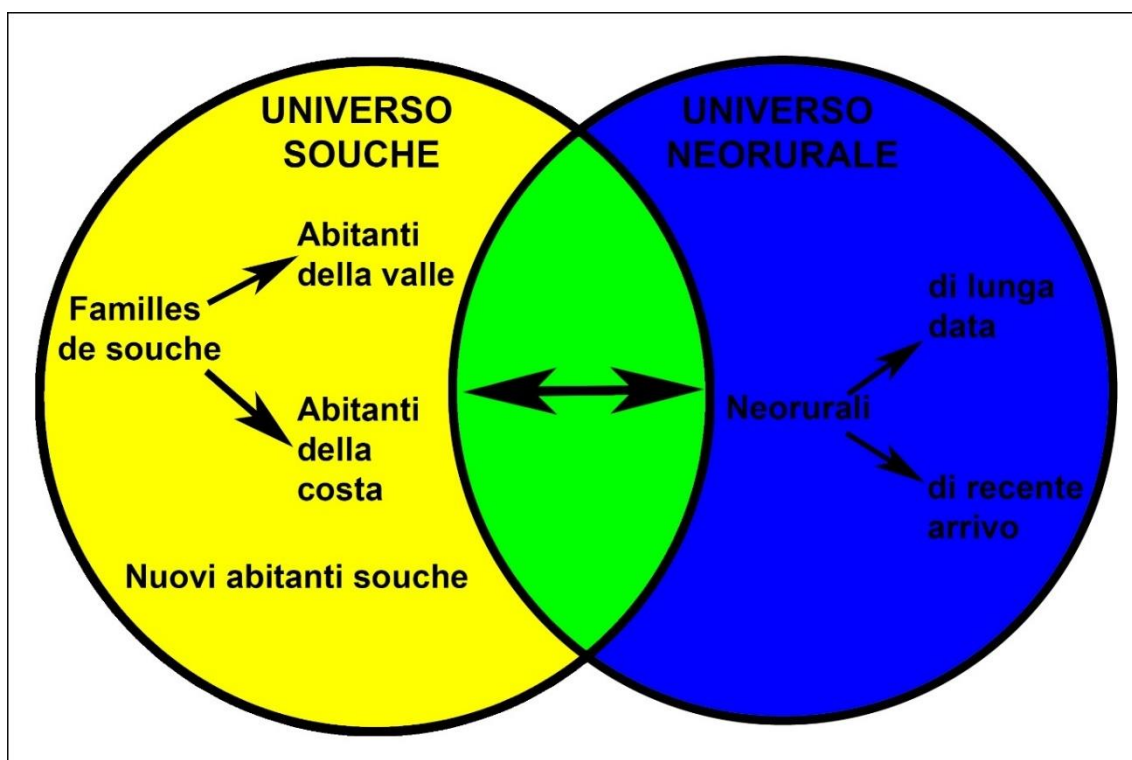 UNIVERSO
SOUCHE
Abitanti
della valle
Familles
de souche
Abitanti
della
costa
Nuovi abitanti souche
UNIVERSO
NEORURALE
di lunga
data
Neorurali
di recente
arrivo